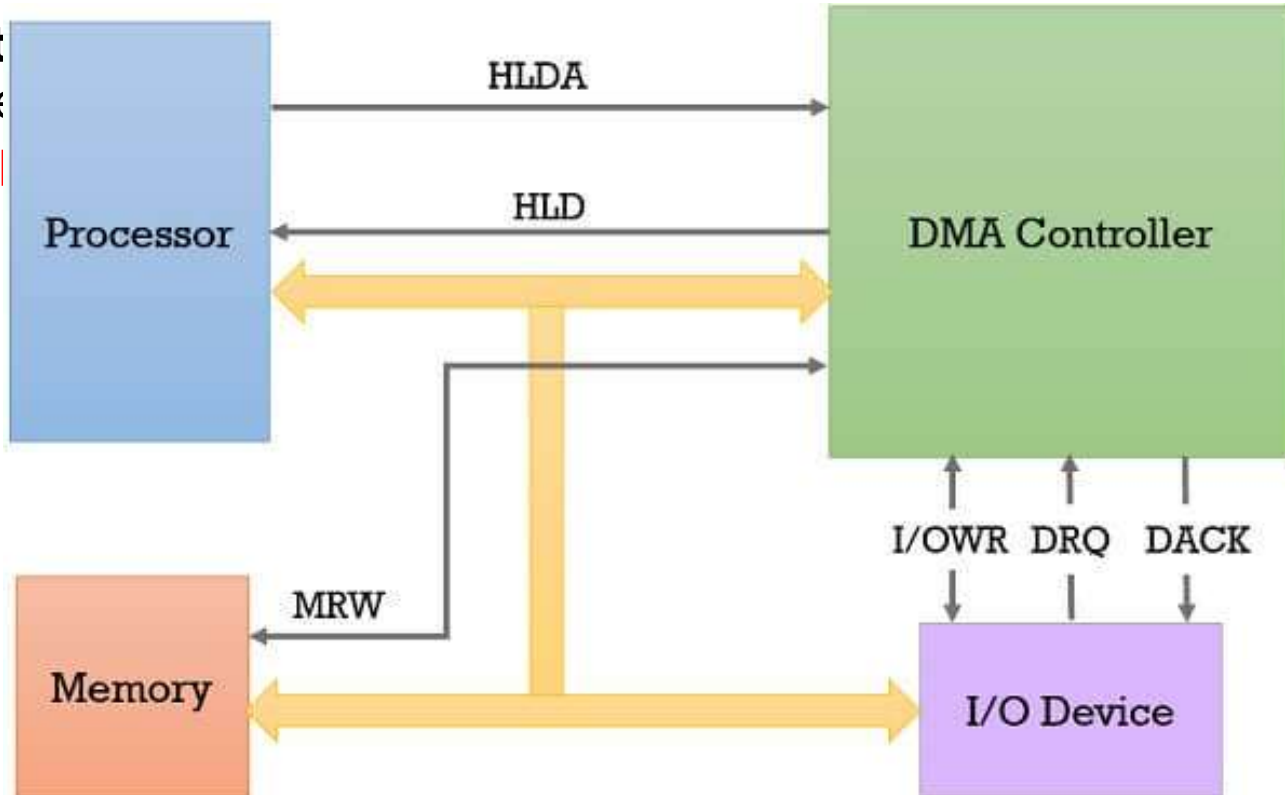 HLDA
HLD
Processor
DMA Controller
I/OWR DRQ DACK
MRW
Memory
I/O Device